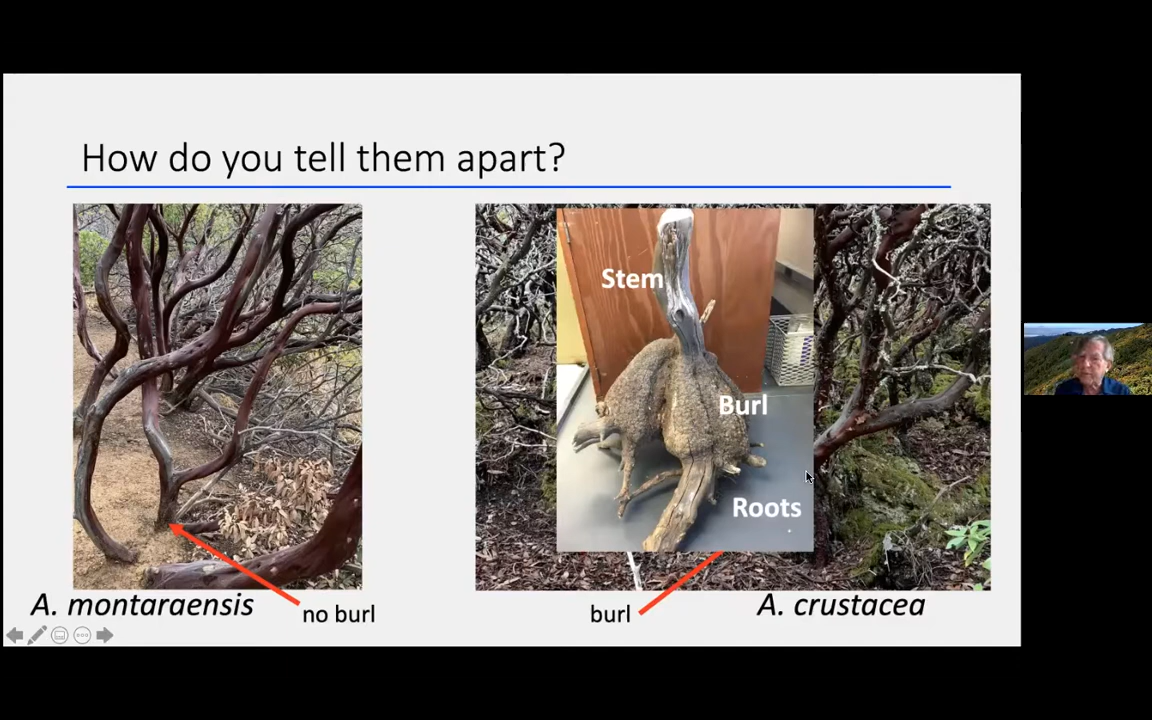 How do you tell them apart?
Stem
Burl
Roots
A. montaraensis
no burl
burl
A. crustacea